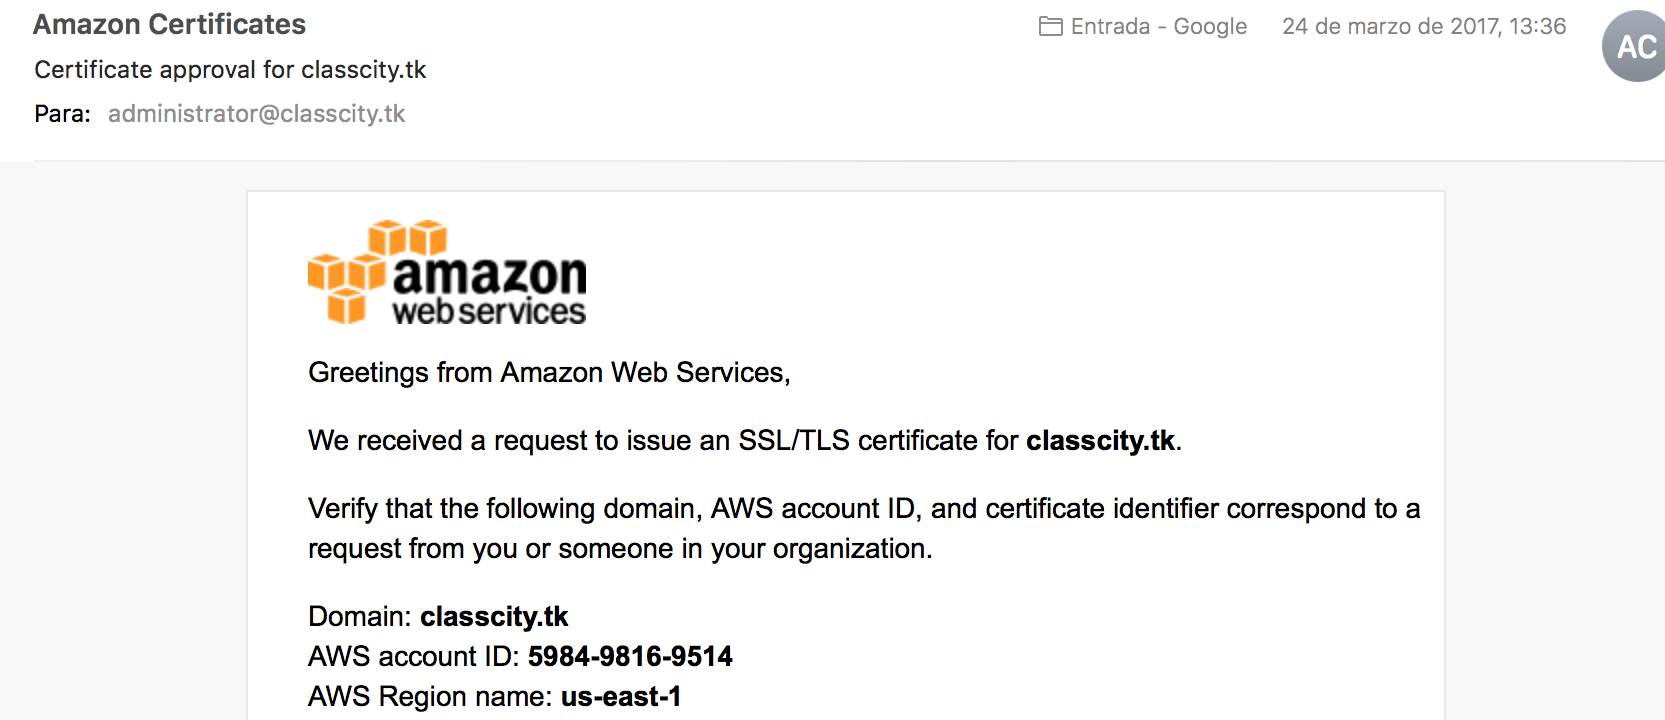 Amazon Certificates
Entrada - Google
24 de marzo de 2017, 13:36
AC
Certificate approval for classcity.tk
Para: administrator@classcity.tk
amazon
web services
Greetings from Amazon Web Services,
We received a request to issue an SSL/TLS certificate for classcity.tk.
Verify that the following domain, AWS account ID, and certificate identifier correspond to a
request from you or someone in your organization.
Domain: classcity.tk
AWS account ID: 5984-9816-9514
AWS Region name: us-east-1